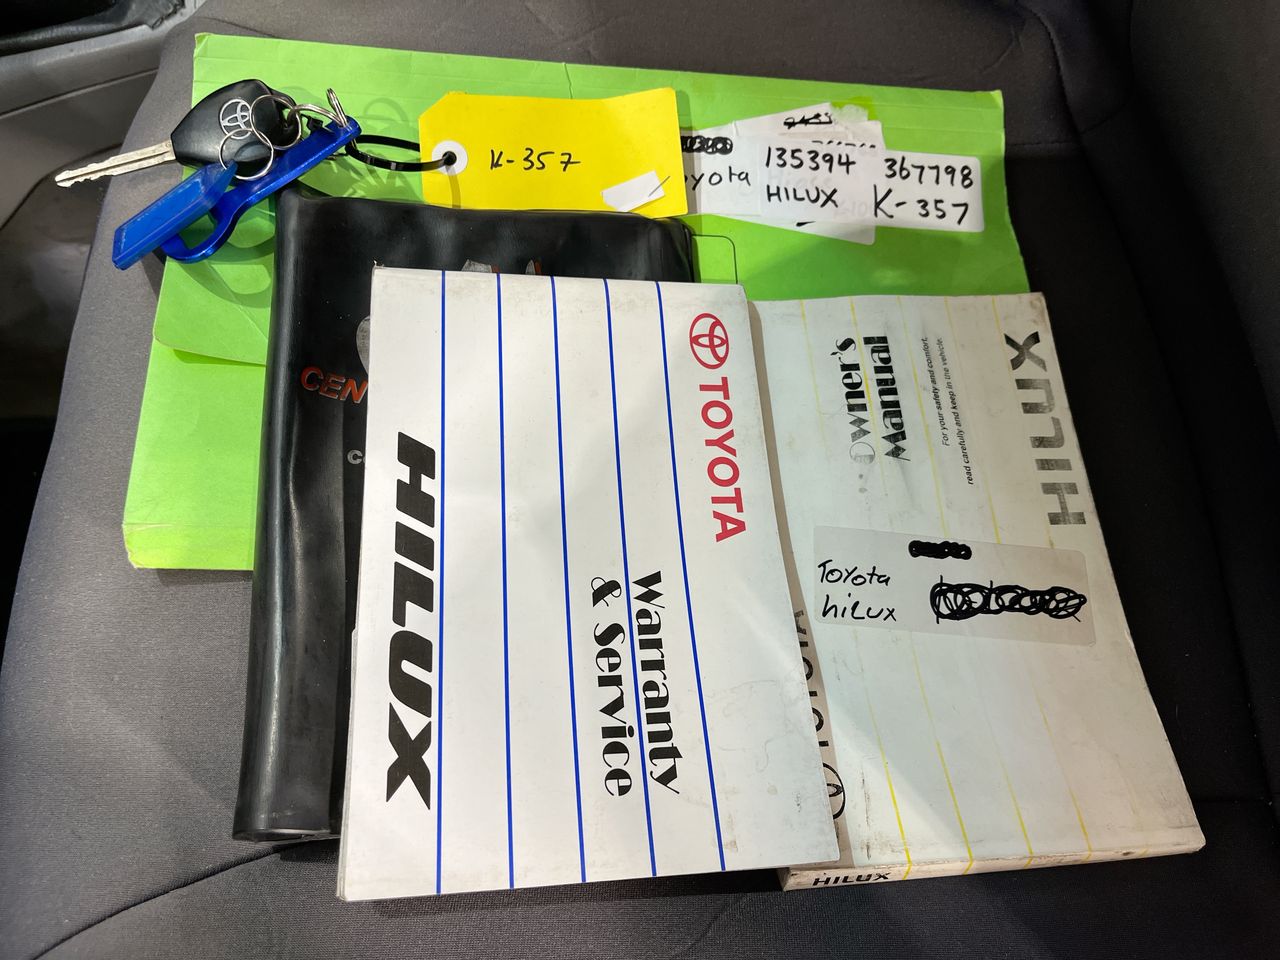 K-357
135394
HILUX
367798
K-357
TOYOTA
Warranty
& Service
HILUX
Owner's
Manual
For your safety and comfort,
read carefully and keep in the vehicle.
HILUX
Toyota
hiLUX
HILUX